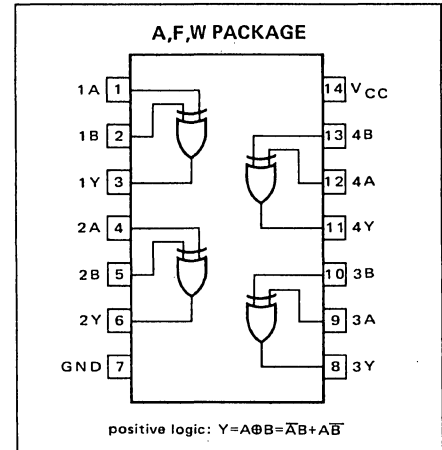 A,F,W PACKAGE
1A 1
14 V_CC
1B 2
13 4B
1Y 3
12 4A
2A 4
11 4Y
2B 5
10 3B
2Y 6
9 3A
GND 7
8 3Y
positive logic: Y=A⊕B=A̅B+AB̅